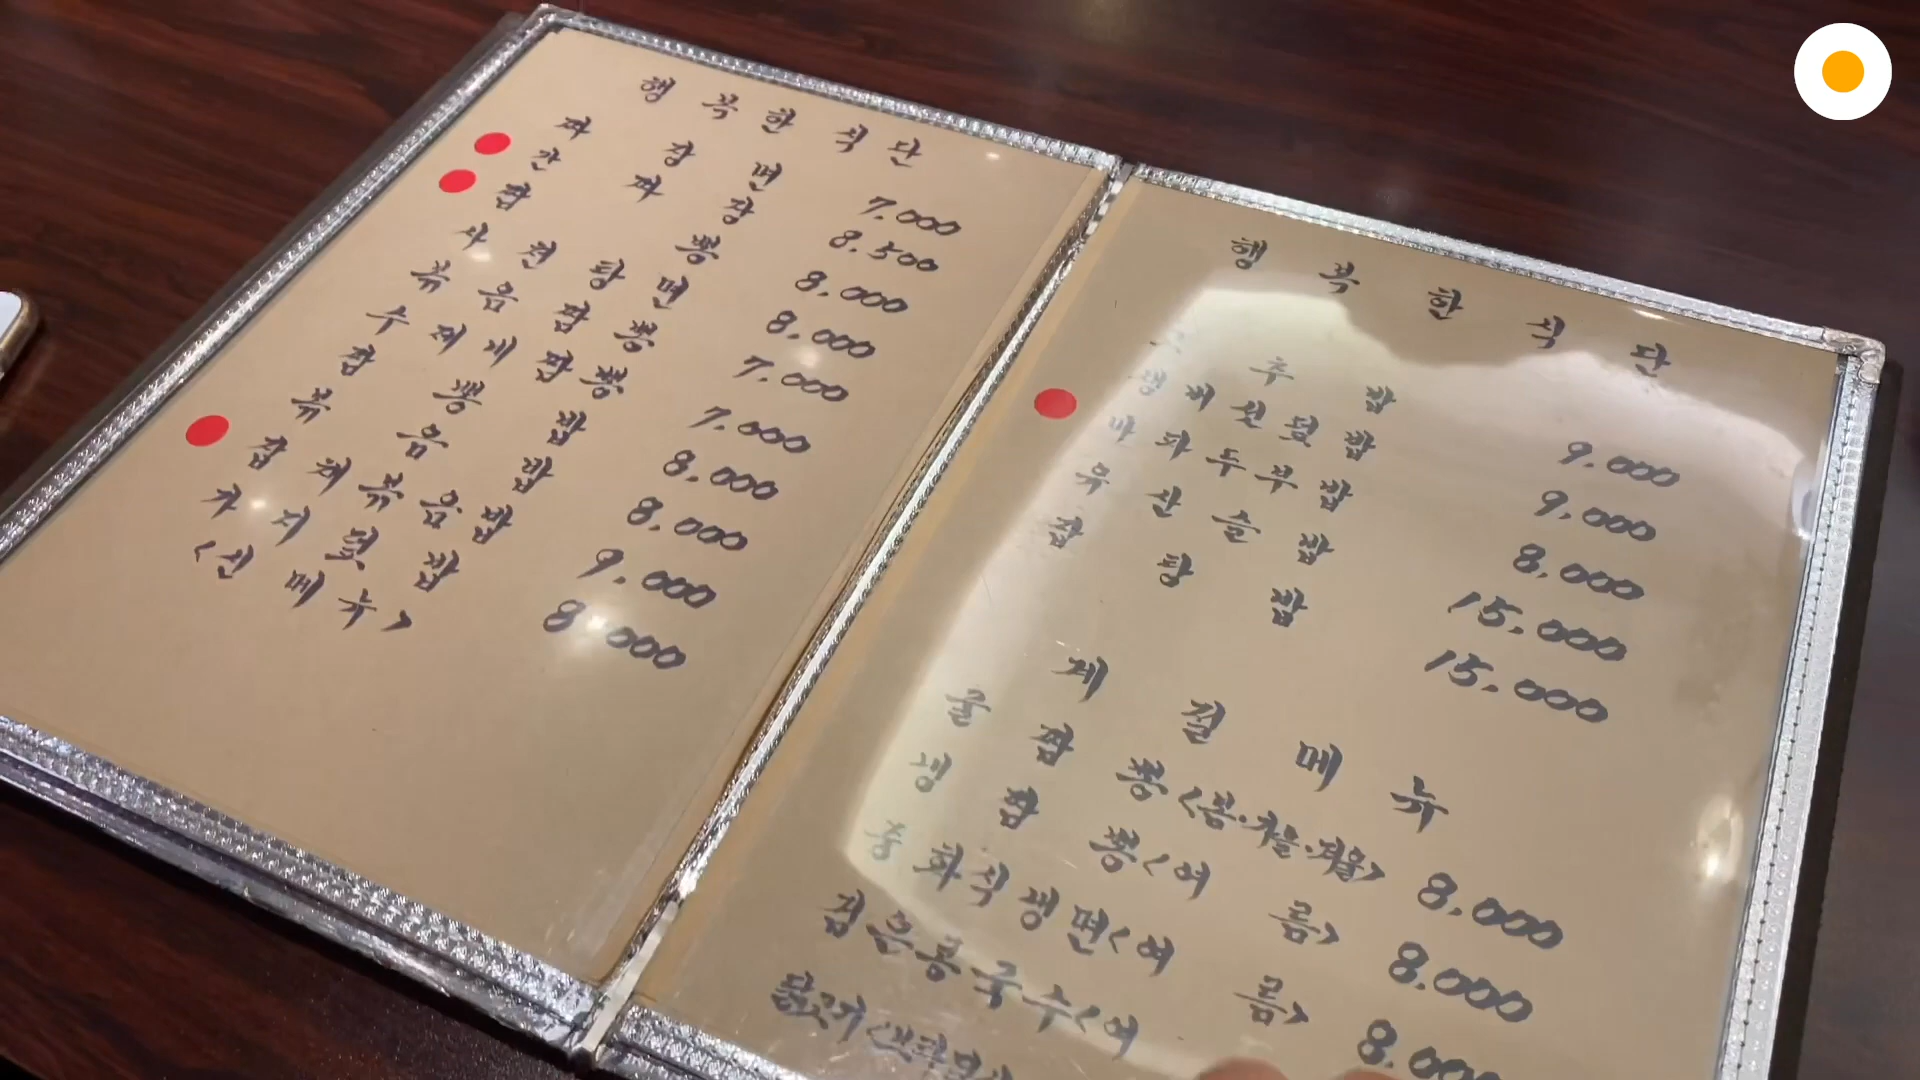 행복한식단
짜장면 7.000
간짜장 8.500
짬뽕 8,000
사천탕면 8,000
볶음짬뽕 7.000
수제비짬뽕 7.000
짬뽕밥 8.000
볶음밥 8,000
잡채볶음밥 9.000
가지덮밥 8,000
<신메뉴>
행복한식단
고추잡 9.000
생버섯덮밥 9,000
마파두부밥 8,000
유산슬밥 15,000
잡탕밥 15.000
계절메뉴
굴짬뽕<봄.가을.겨울> 8,000
냉짬뽕<여름> 8.000
중화식냉면<여름> 8.000
검은콩국수<여